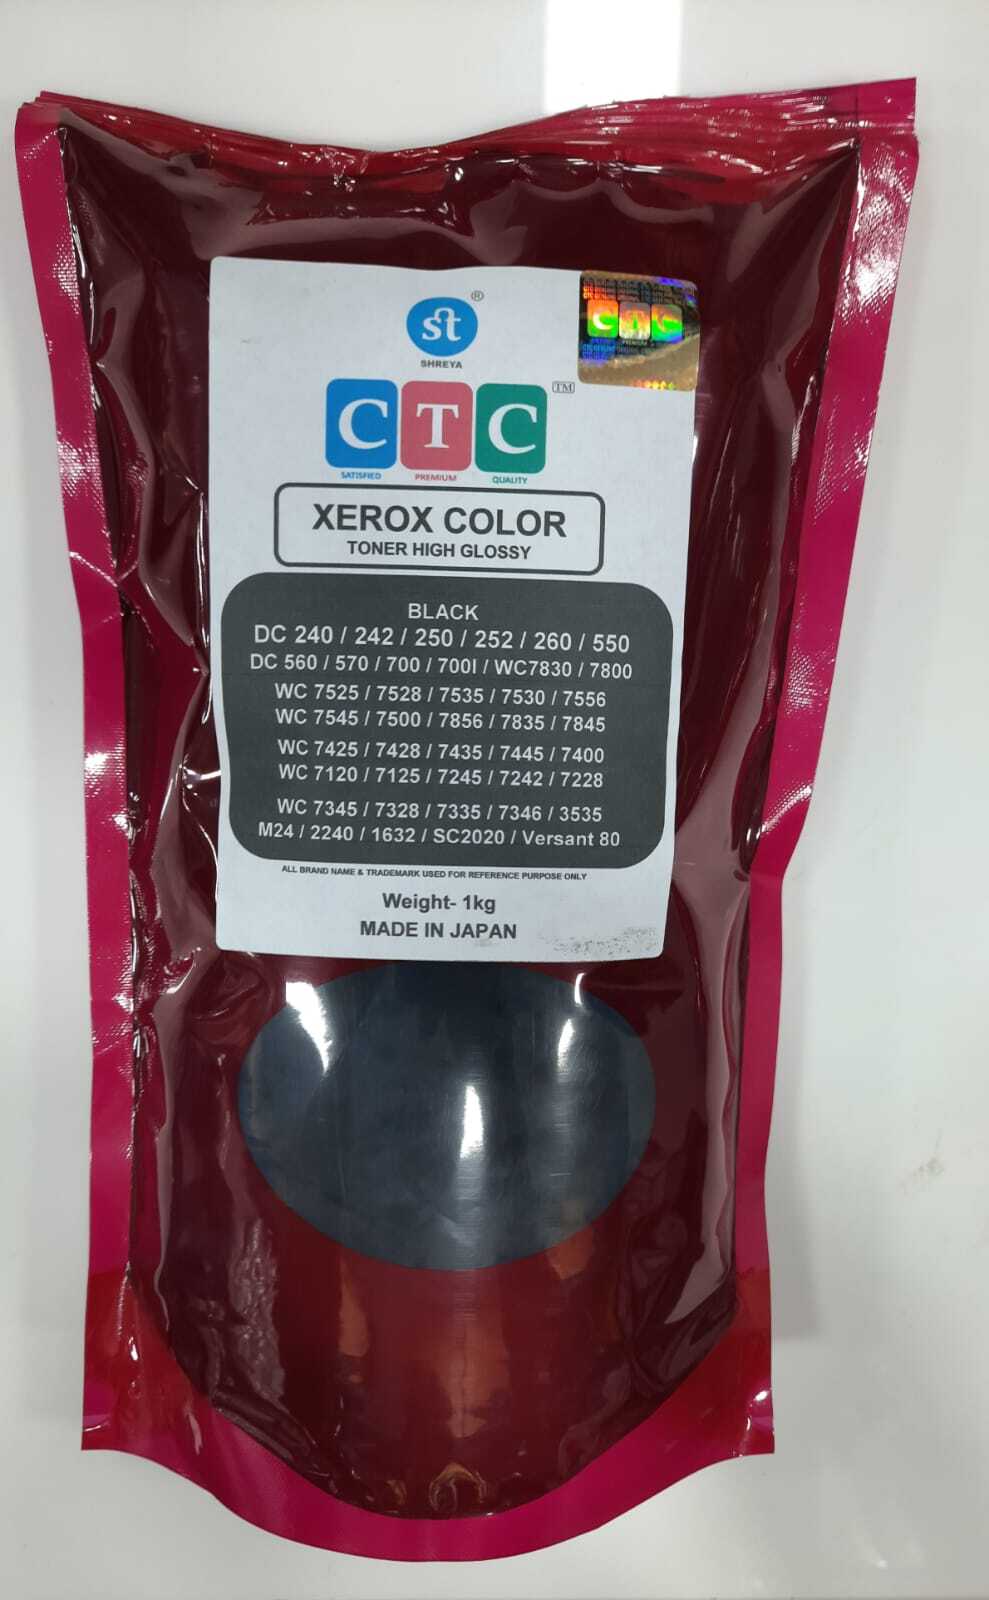 st ®
SHREYA
C T C ™
SATISFIED PREMIUM QUALITY
C T C
PREMIUM
XEROX COLOR
TONER HIGH GLOSSY
BLACK
DC 240 / 242 / 250 / 252 / 260 / 550
DC 560 / 570 / 700 / 700I / WC7830 / 7800
WC 7525 / 7528 / 7535 / 7530 / 7556
WC 7545 / 7500 / 7856 / 7835 / 7845
WC 7425 / 7428 / 7435 / 7445 / 7400
WC 7120 / 7125 / 7245 / 7242 / 7228
WC 7345 / 7328 / 7335 / 7346 / 3535
M24 / 2240 / 1632 / SC2020 / Versant 80
ALL BRAND NAME & TRADEMARK USED FOR REFERENCE PURPOSE ONLY
Weight- 1kg
MADE IN JAPAN